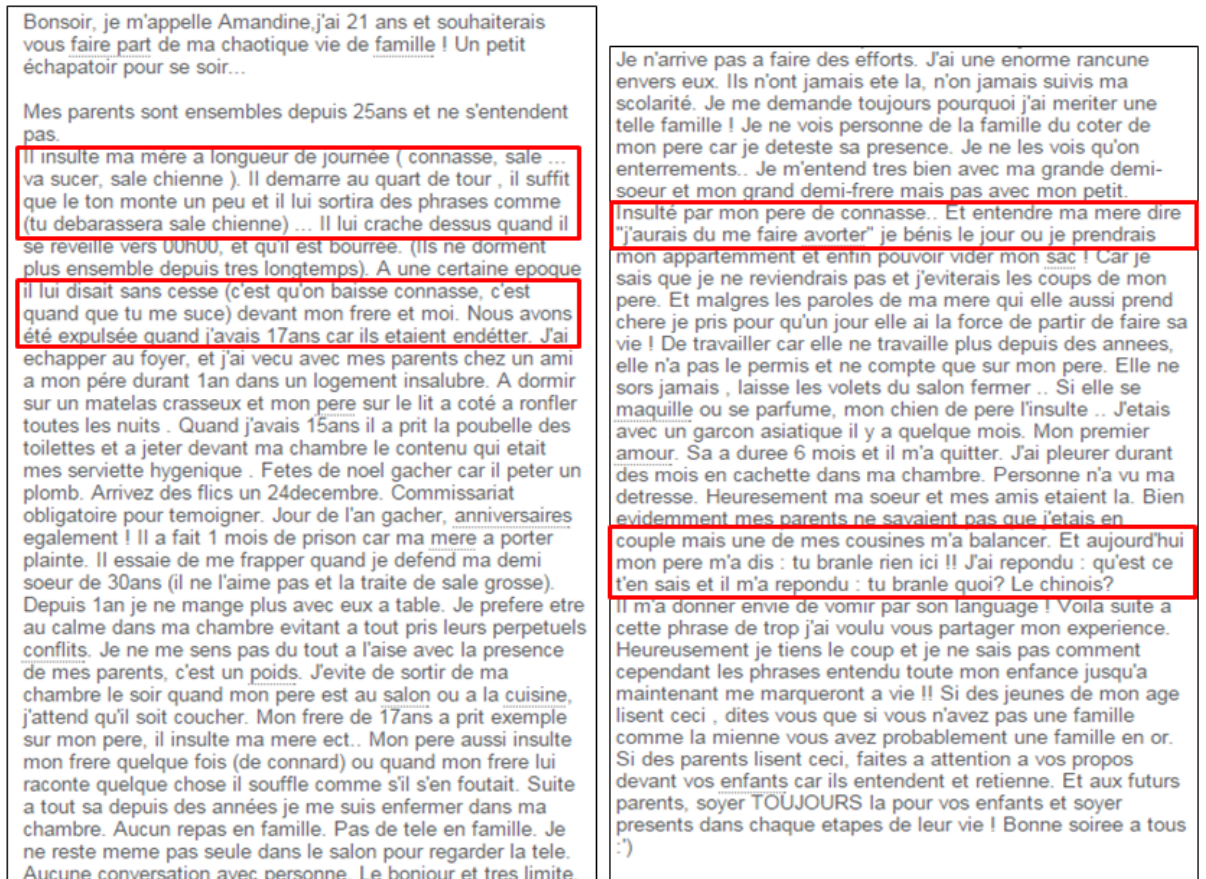 Bonsoir, je m'appelle Amandine,j'ai 21 ans et souhaiterais
vous faire part de ma chaotique vie de famille ! Un petit
échapatoir pour se soir...
Mes parents sont ensembles depuis 25ans et ne s'entendent
pas.
Il insulte ma mère a longueur de journée ( connasse, sale ...
va sucer, sale chienne ). Il demarre au quart de tour , il suffit
que le ton monte un peu et il lui sortira des phrases comme
(tu debarassera sale chienne) ... Il lui crache dessus quand il
se reveille vers 00h00, et qu'il est bourrée. (Ils ne dorment
plus ensemble depuis tres longtemps). A une certaine epoque
il lui disait sans cesse (c'est qu'on baisse connasse, c'est
quand que tu me suce) devant mon frere et moi. Nous avons
été expulsée quand j'avais 17ans car ils etaient endétter. J'ai
echapper au foyer, et j'ai vecu avec mes parents chez un ami
a mon pére durant 1an dans un logement insalubre. A dormir
sur un matelas crasseux et mon pere sur le lit a coté a ronfler
toutes les nuits . Quand j'avais 15ans il a prit la poubelle des
toilettes et a jeter devant ma chambre le contenu qui etait
mes serviette hygenique . Fetes de noel gacher car il peter un
plomb. Arrivez des flics un 24decembre. Commissariat
obligatoire pour temoigner. Jour de l'an gacher, anniversaires
egalement ! Il a fait 1 mois de prison car ma mere a porter
plainte. Il essaie de me frapper quand je defend ma demi
soeur de 30ans (il ne l'aime pas et la traite de sale grosse).
Depuis 1an je ne mange plus avec eux a table. Je prefere etre
au calme dans ma chambre evitant a tout pris leurs perpetuels
conflits. Je ne me sens pas du tout a l'aise avec la presence
de mes parents, c'est un poids. J'evite de sortir de ma
chambre le soir quand mon pere est au salon ou a la cuisine,
j'attend qu'il soit coucher. Mon frere de 17ans a prit exemple
sur mon pere, il insulte ma mere ect.. Mon pere aussi insulte
mon frere quelque fois (de connard) ou quand mon frere lui
raconte quelque chose il souffle comme s'il s'en foutait. Suite
a tout sa depuis des années je me suis enfermer dans ma
chambre. Aucun repas en famille. Pas de tele en famille. Je
ne reste meme pas seule dans le salon pour regarder la tele.
Aucune conversation avec personne. Le bonjour et tres limite.
Je n'arrive pas a faire des efforts. J'ai une enorme rancune
envers eux. Ils n'ont jamais ete la, n'on jamais suivis ma
scolarité. Je me demande toujours pourquoi j'ai meriter une
telle famille ! Je ne vois personne de la famille du coter de
mon pere car je deteste sa presence. Je ne les vois qu'on
enterrements.. Je m'entend tres bien avec ma grande demi-
soeur et mon grand demi-frere mais pas avec mon petit.
Insulté par mon pere de connasse.. Et entendre ma mere dire
"j'aurais du me faire avorter" je bénis le jour ou je prendrais
mon appartemment et enfin pouvoir vider mon sac ! Car je
sais que je ne reviendrais pas et j'eviterais les coups de mon
pere. Et malgres les paroles de ma mere qui elle aussi prend
chere je pris pour qu'un jour elle ai la force de partir de faire sa
vie ! De travailler car elle ne travaille plus depuis des annees,
elle n'a pas le permis et ne compte que sur mon pere. Elle ne
sors jamais , laisse les volets du salon fermer .. Si elle se
maquille ou se parfume, mon chien de pere l'insulte .. J'etais
avec un garcon asiatique il y a quelque mois. Mon premier
amour. Sa a duree 6 mois et il m'a quitter. J'ai pleurer durant
des mois en cachette dans ma chambre. Personne n'a vu ma
detresse. Heuresement ma soeur et mes amis etaient la. Bien
evidemment mes parents ne savaient pas que j'etais en
couple mais une de mes cousines m'a balancer. Et aujourd'hui
mon pere m'a dis : tu branle rien ici !! J'ai repondu : qu'est ce
t'en sais et il m'a repondu : tu branle quoi? Le chinois?
Il m'a donner envie de vomir par son language ! Voila suite a
cette phrase de trop j'ai voulu vous partager mon experience.
Heureusement je tiens le coup et je ne sais pas comment
cependant les phrases entendu toute mon enfance jusqu'a
maintenant me marqueront a vie !! Si des jeunes de mon age
lisent ceci , dites vous que si vous n'avez pas une famille
comme la mienne vous avez probablement une famille en or.
Si des parents lisent ceci, faites a attention a vos propos
devant vos enfants car ils entendent et retienne. Et aux futurs
parents, soyer TOUJOURS la pour vos enfants et soyer
presents dans chaque etapes de leur vie ! Bonne soiree a tous
:')